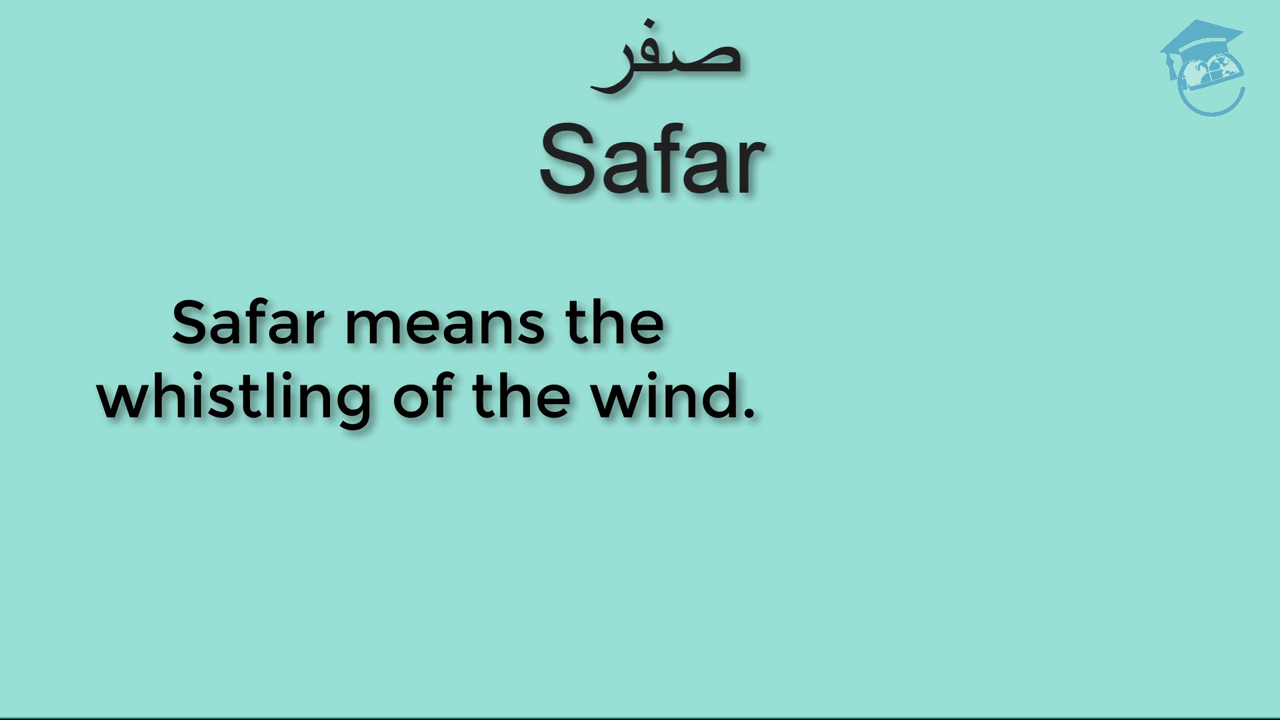 صفر
Safar
Safar means the
whistling of the wind.